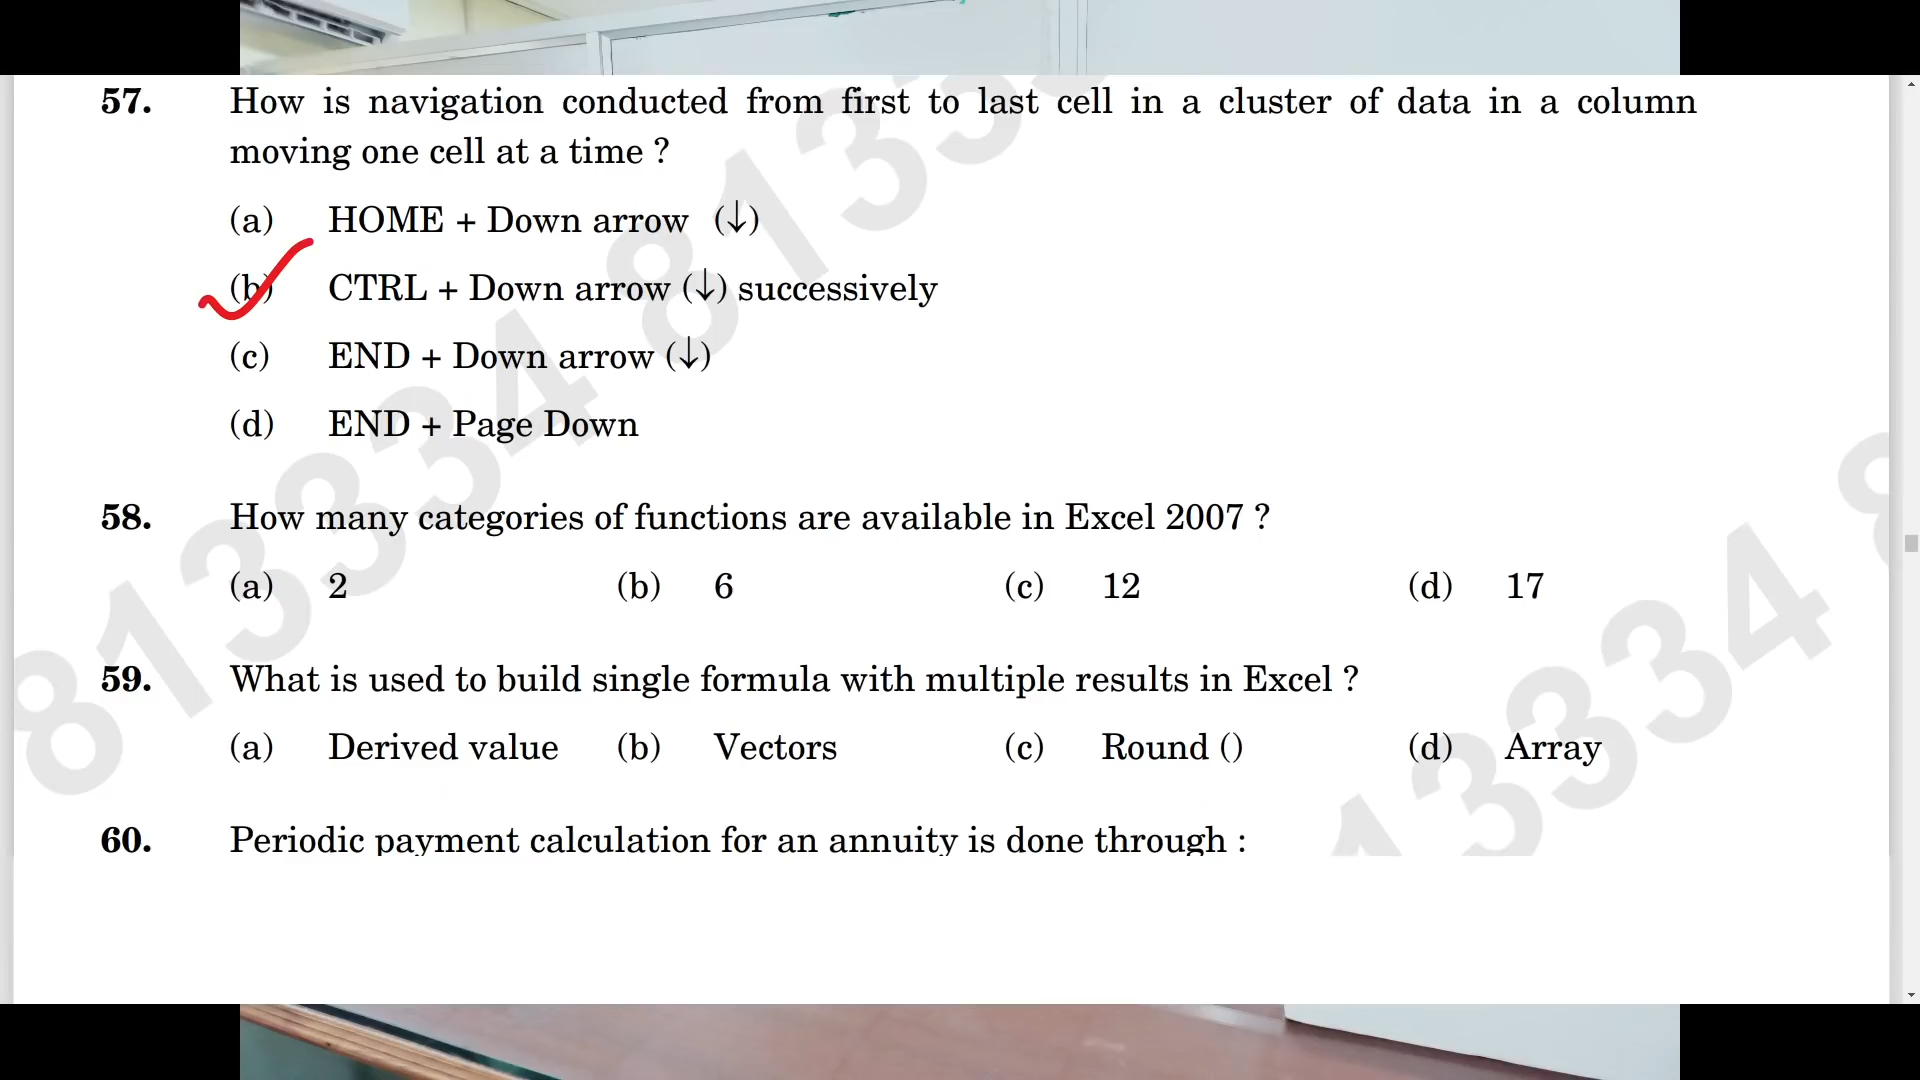 57. How is navigation conducted from first to last cell in a cluster of data in a column
moving one cell at a time ?
(a) HOME + Down arrow (↓)
(b) CTRL + Down arrow (↓) successively
(c) END + Down arrow (↓)
(d) END + Page Down
58. How many categories of functions are available in Excel 2007 ?
(a) 2 (b) 6 (c) 12 (d) 17
59. What is used to build single formula with multiple results in Excel ?
(a) Derived value (b) Vectors (c) Round () (d) Array
60. Periodic payment calculation for an annuity is done through :
81334 8133
81334 8